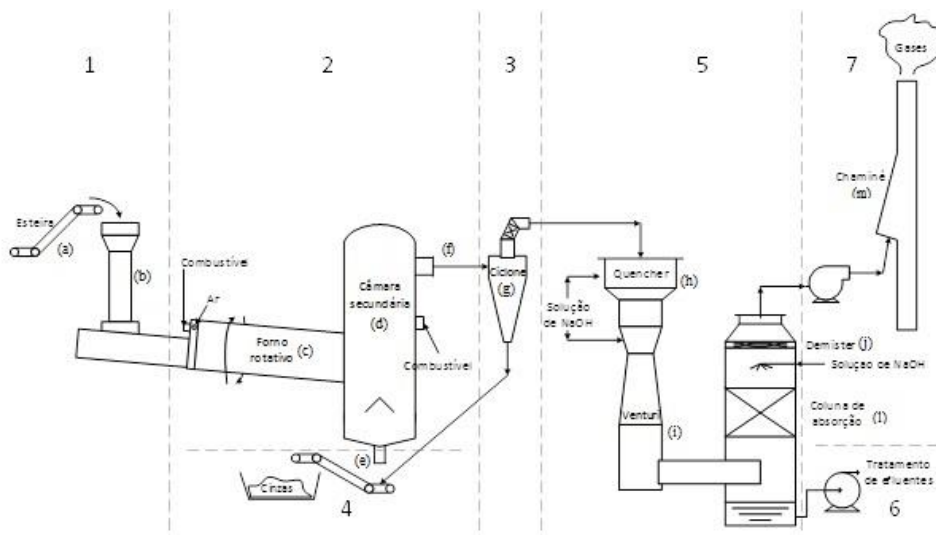 1
2
3
5
7
Gases
Chaminé
(m)
Esteira
(a)
(b)
Combustível
Ar
Forno
rotativo (c)
Câmara
secundária
(d)
(f)
Combustível
(e)
Cinzas
4
Ciclone
(g)
Quencher
(h)
Solução
de NaOH
Venturi
(i)
Demister (j)
Solução de NaOH
Coluna de
absorção (l)
Tratamento
de efluentes
6